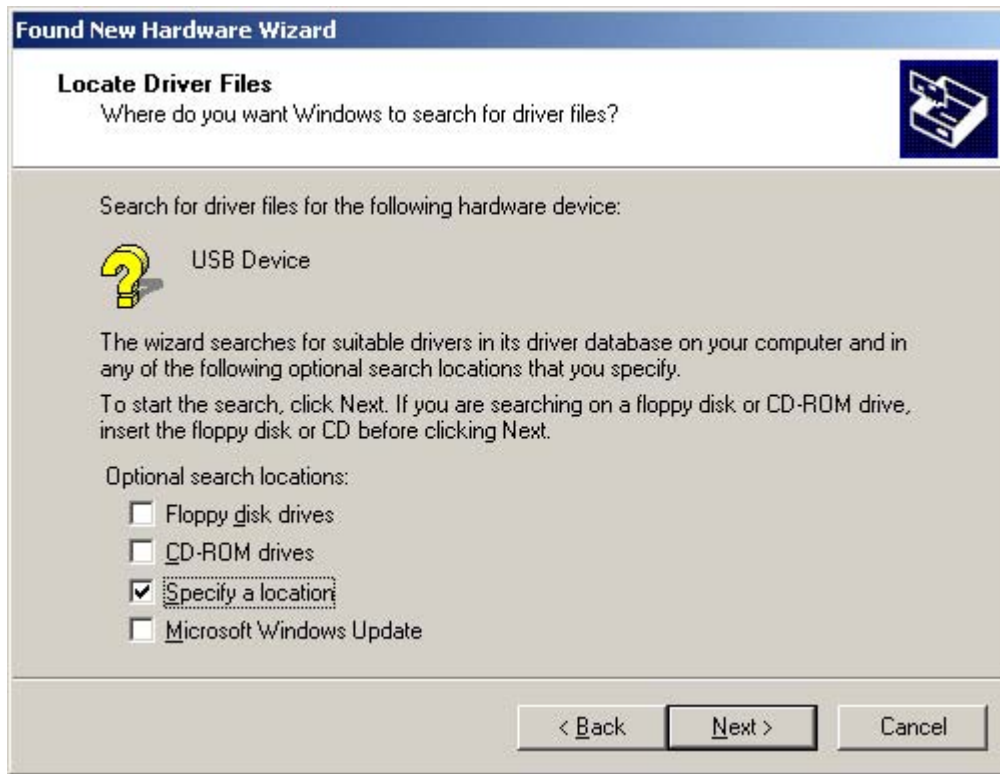 Found New Hardware Wizard
Locate Driver Files
Where do you want Windows to search for driver files?
Search for driver files for the following hardware device:
USB Device
The wizard searches for suitable drivers in its driver database on your computer and in
any of the following optional search locations that you specify.
To start the search, click Next. If you are searching on a floppy disk or CD-ROM drive,
insert the floppy disk or CD before clicking Next.
Optional search locations:
Floppy disk drives
CD-ROM drives
Specify a location
Microsoft Windows Update
< Back Next > Cancel